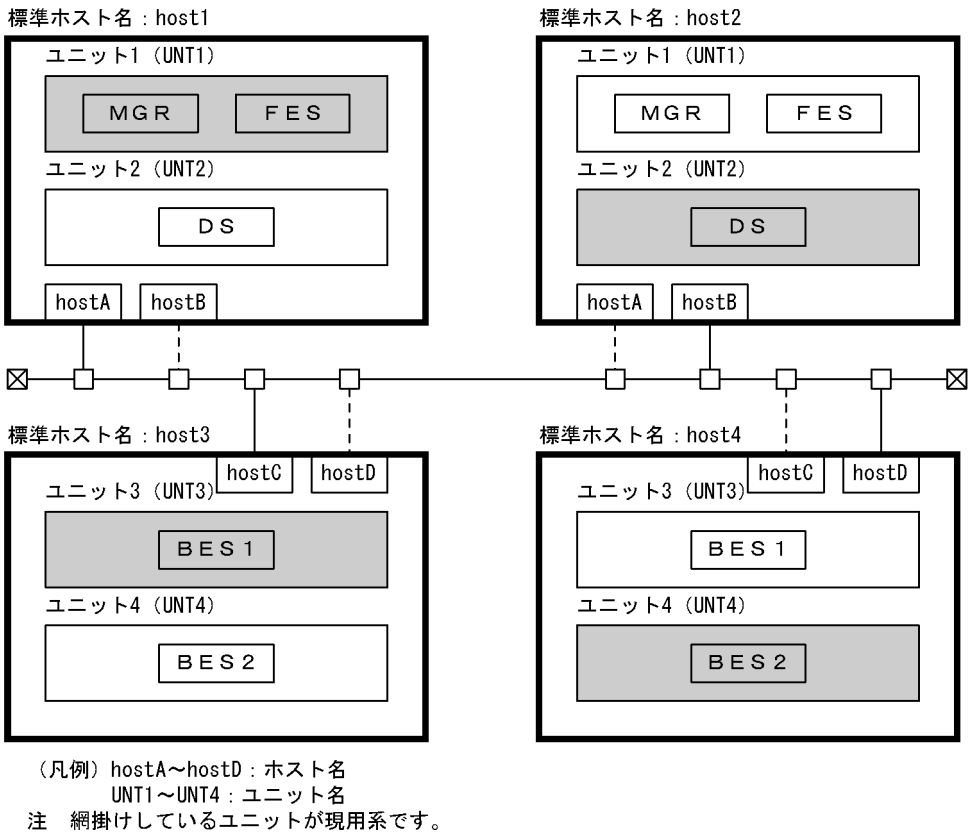 標準ホスト名：host1
ユニット1（UNT1）
ＭＧＲ ＦＥＳ
ユニット2（UNT2）
ＤＳ
hostA hostB
標準ホスト名：host2
ユニット1（UNT1）
ＭＧＲ ＦＥＳ
ユニット2（UNT2）
ＤＳ
hostA hostB
標準ホスト名：host3
hostC hostD
ユニット3（UNT3）
ＢＥＳ１
ユニット4（UNT4）
ＢＥＳ２
標準ホスト名：host4
hostC hostD
ユニット3（UNT3）
ＢＥＳ１
ユニット4（UNT4）
ＢＥＳ２
（凡例）hostA～hostD：ホスト名
UNT1～UNT4：ユニット名
注　網掛けしているユニットが現用系です。